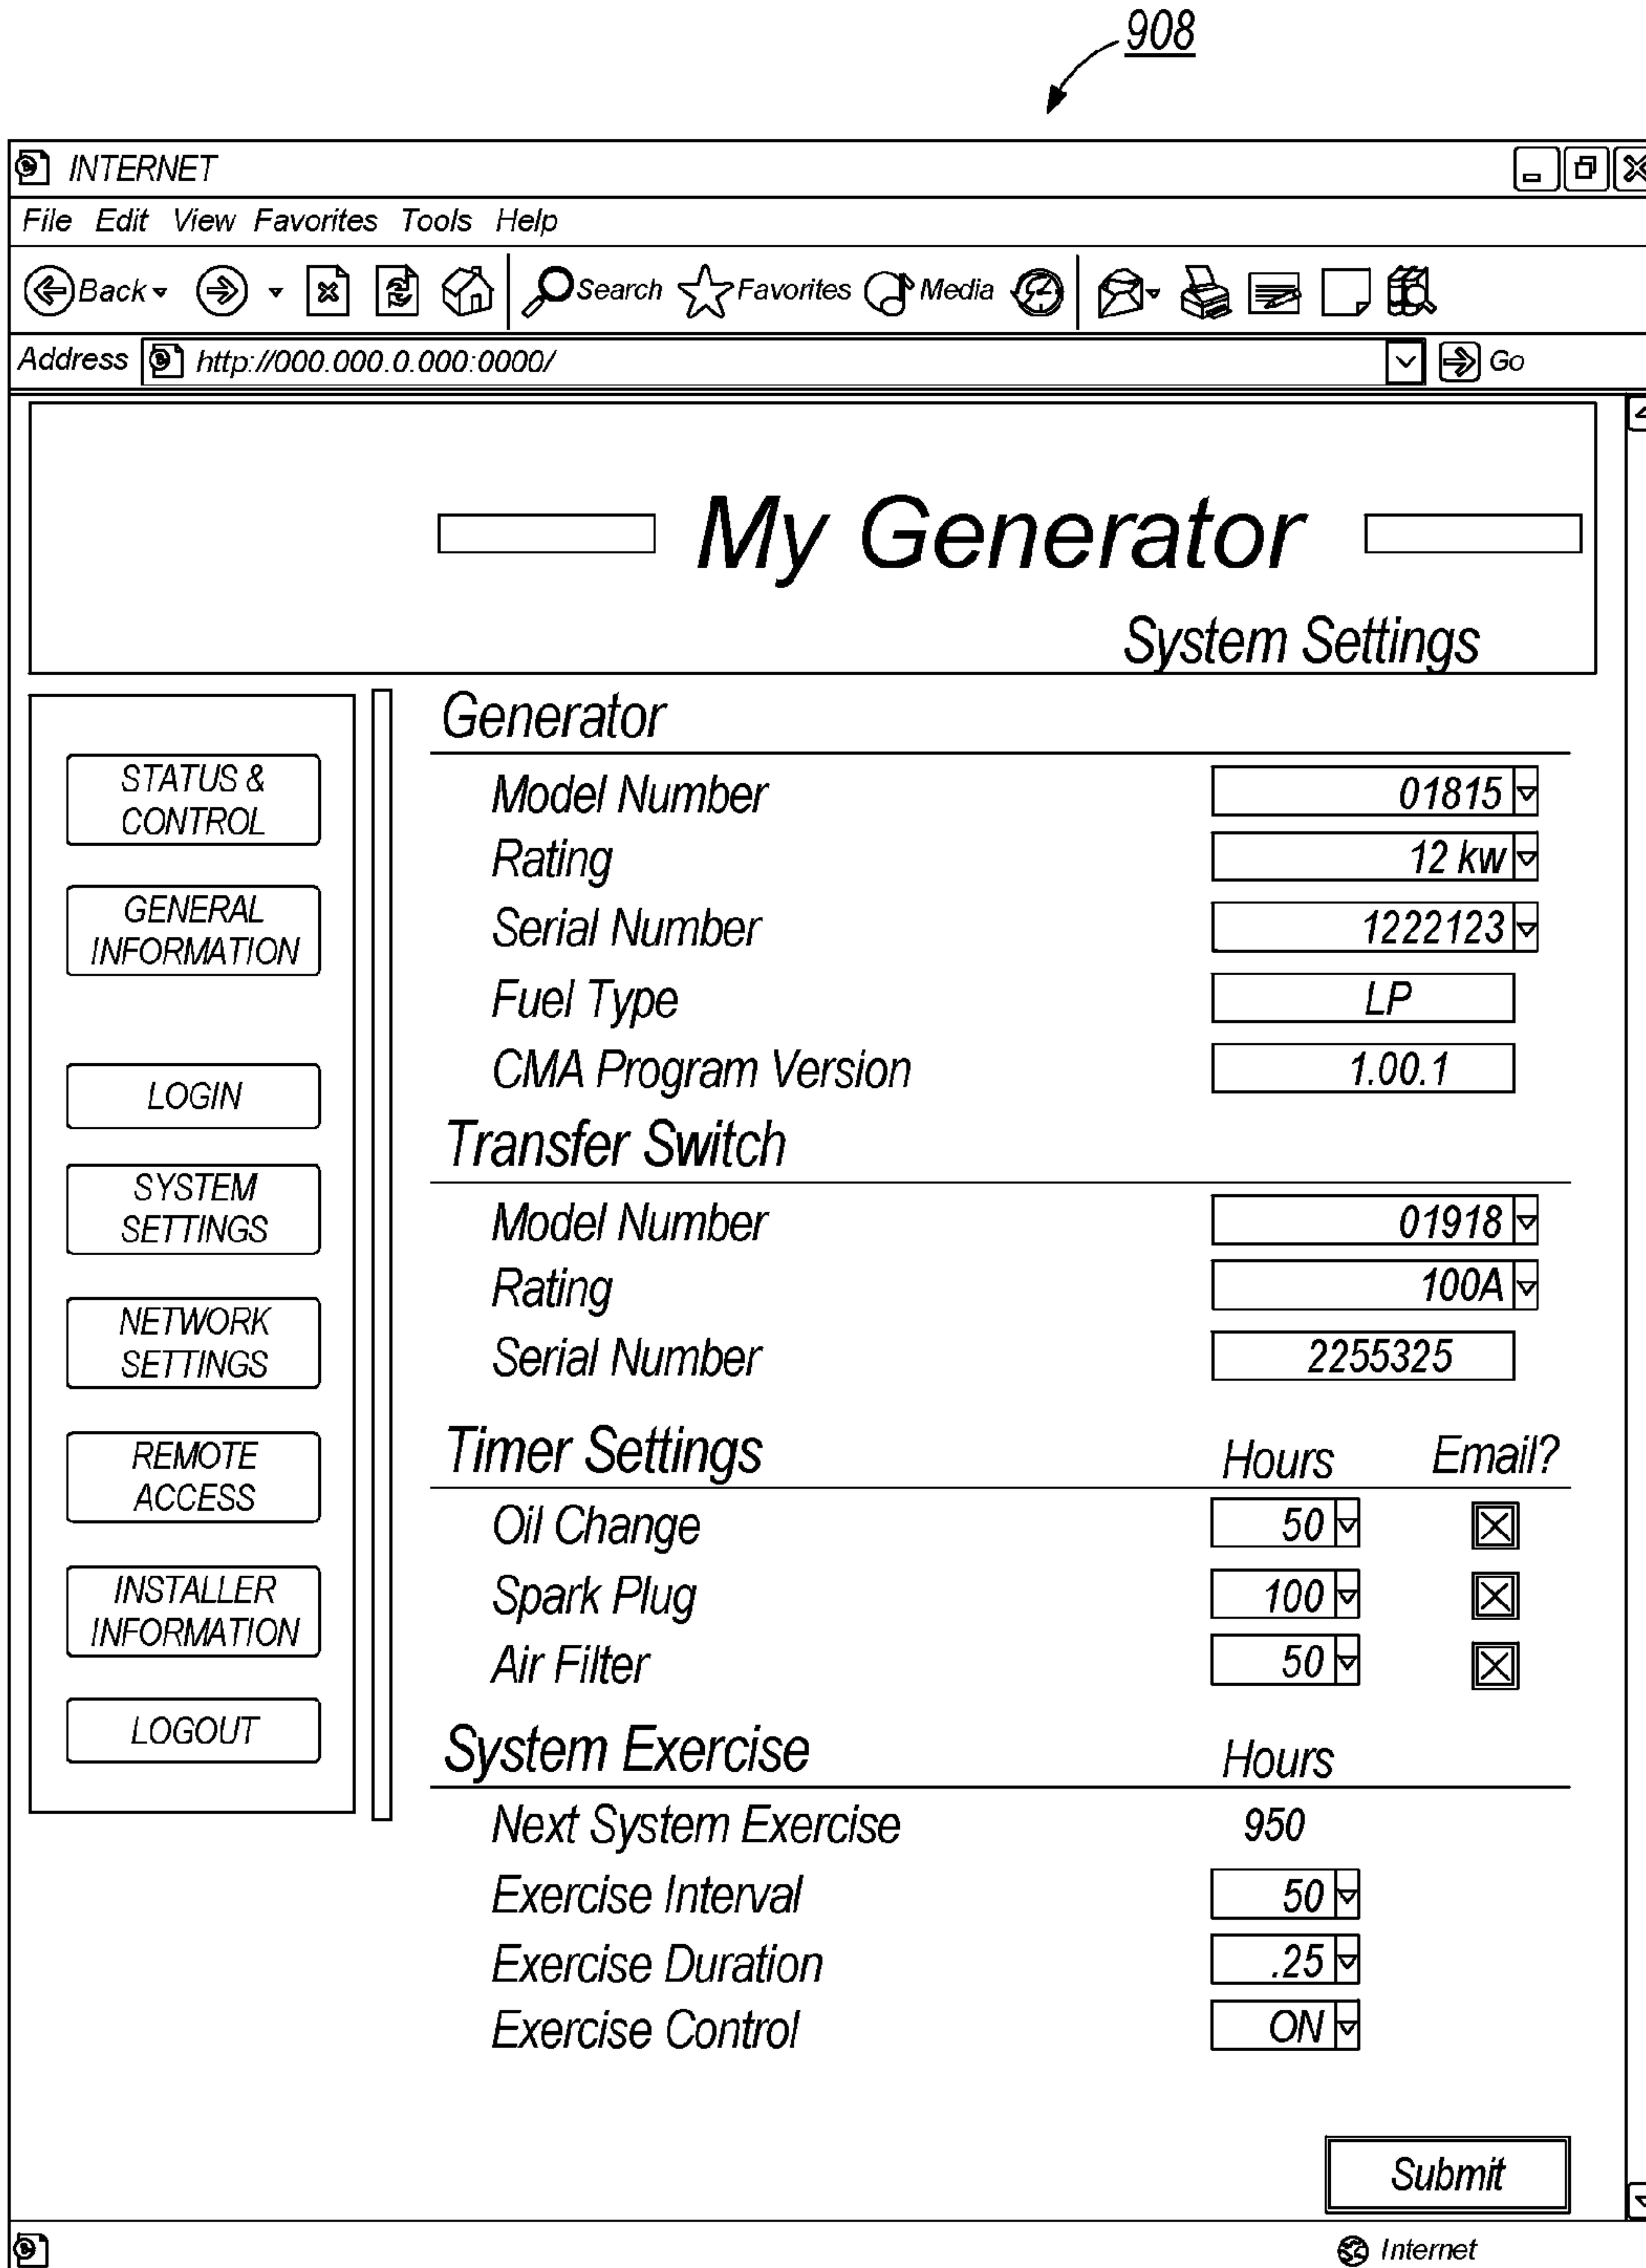 908
INTERNET
File Edit View Favorites Tools Help
Back Search Favorites Media
Address http://000.000.0.000:0000/ Go
My Generator
System Settings
STATUS &
CONTROL
GENERAL
INFORMATION
LOGIN
SYSTEM
SETTINGS
NETWORK
SETTINGS
REMOTE
ACCESS
INSTALLER
INFORMATION
LOGOUT
Generator
Model Number 01815
Rating 12 kw
Serial Number 1222123
Fuel Type LP
CMA Program Version 1.00.1
Transfer Switch
Model Number 01918
Rating 100A
Serial Number 2255325
Timer Settings Hours Email?
Oil Change 50
Spark Plug 100
Air Filter 50
System Exercise Hours
Next System Exercise 950
Exercise Interval 50
Exercise Duration .25
Exercise Control ON
Submit
Internet